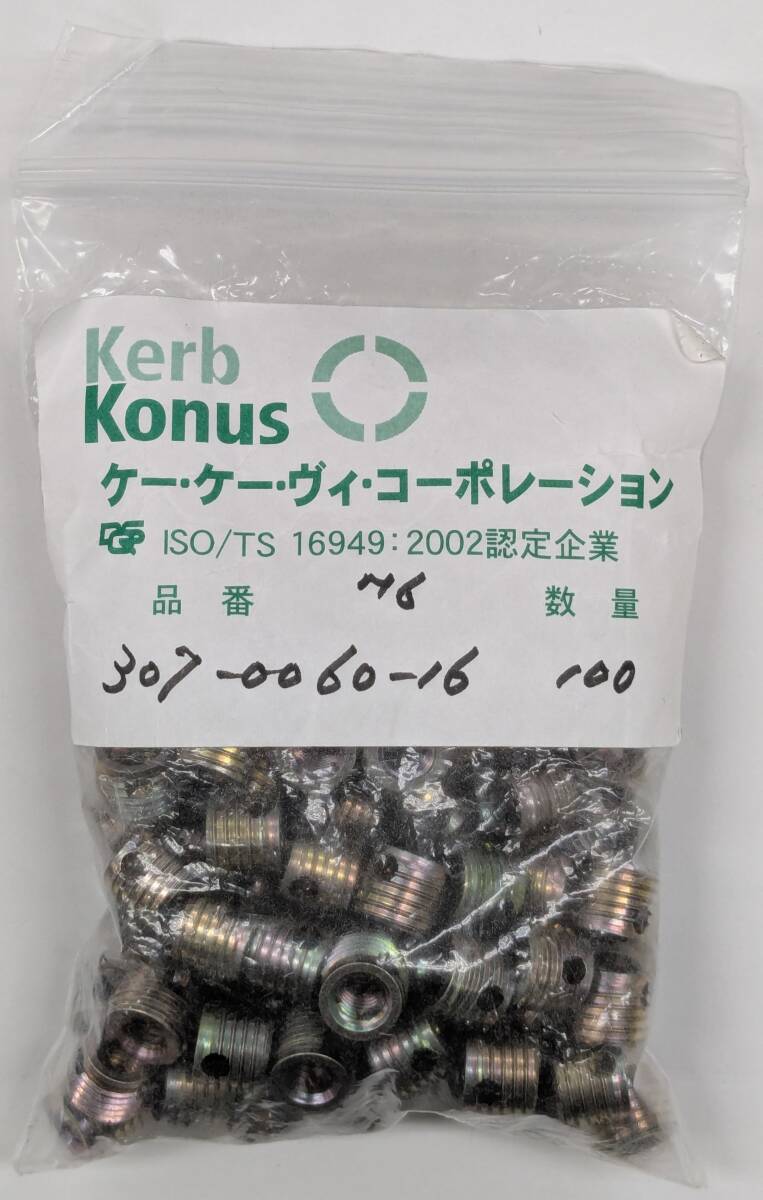 Kerb
Konus
ケー・ケー・ヴィ・コーポレーション
DQS ISO/TS 16949:2002認定企業
品番 M6 数量
307-0060-16 100